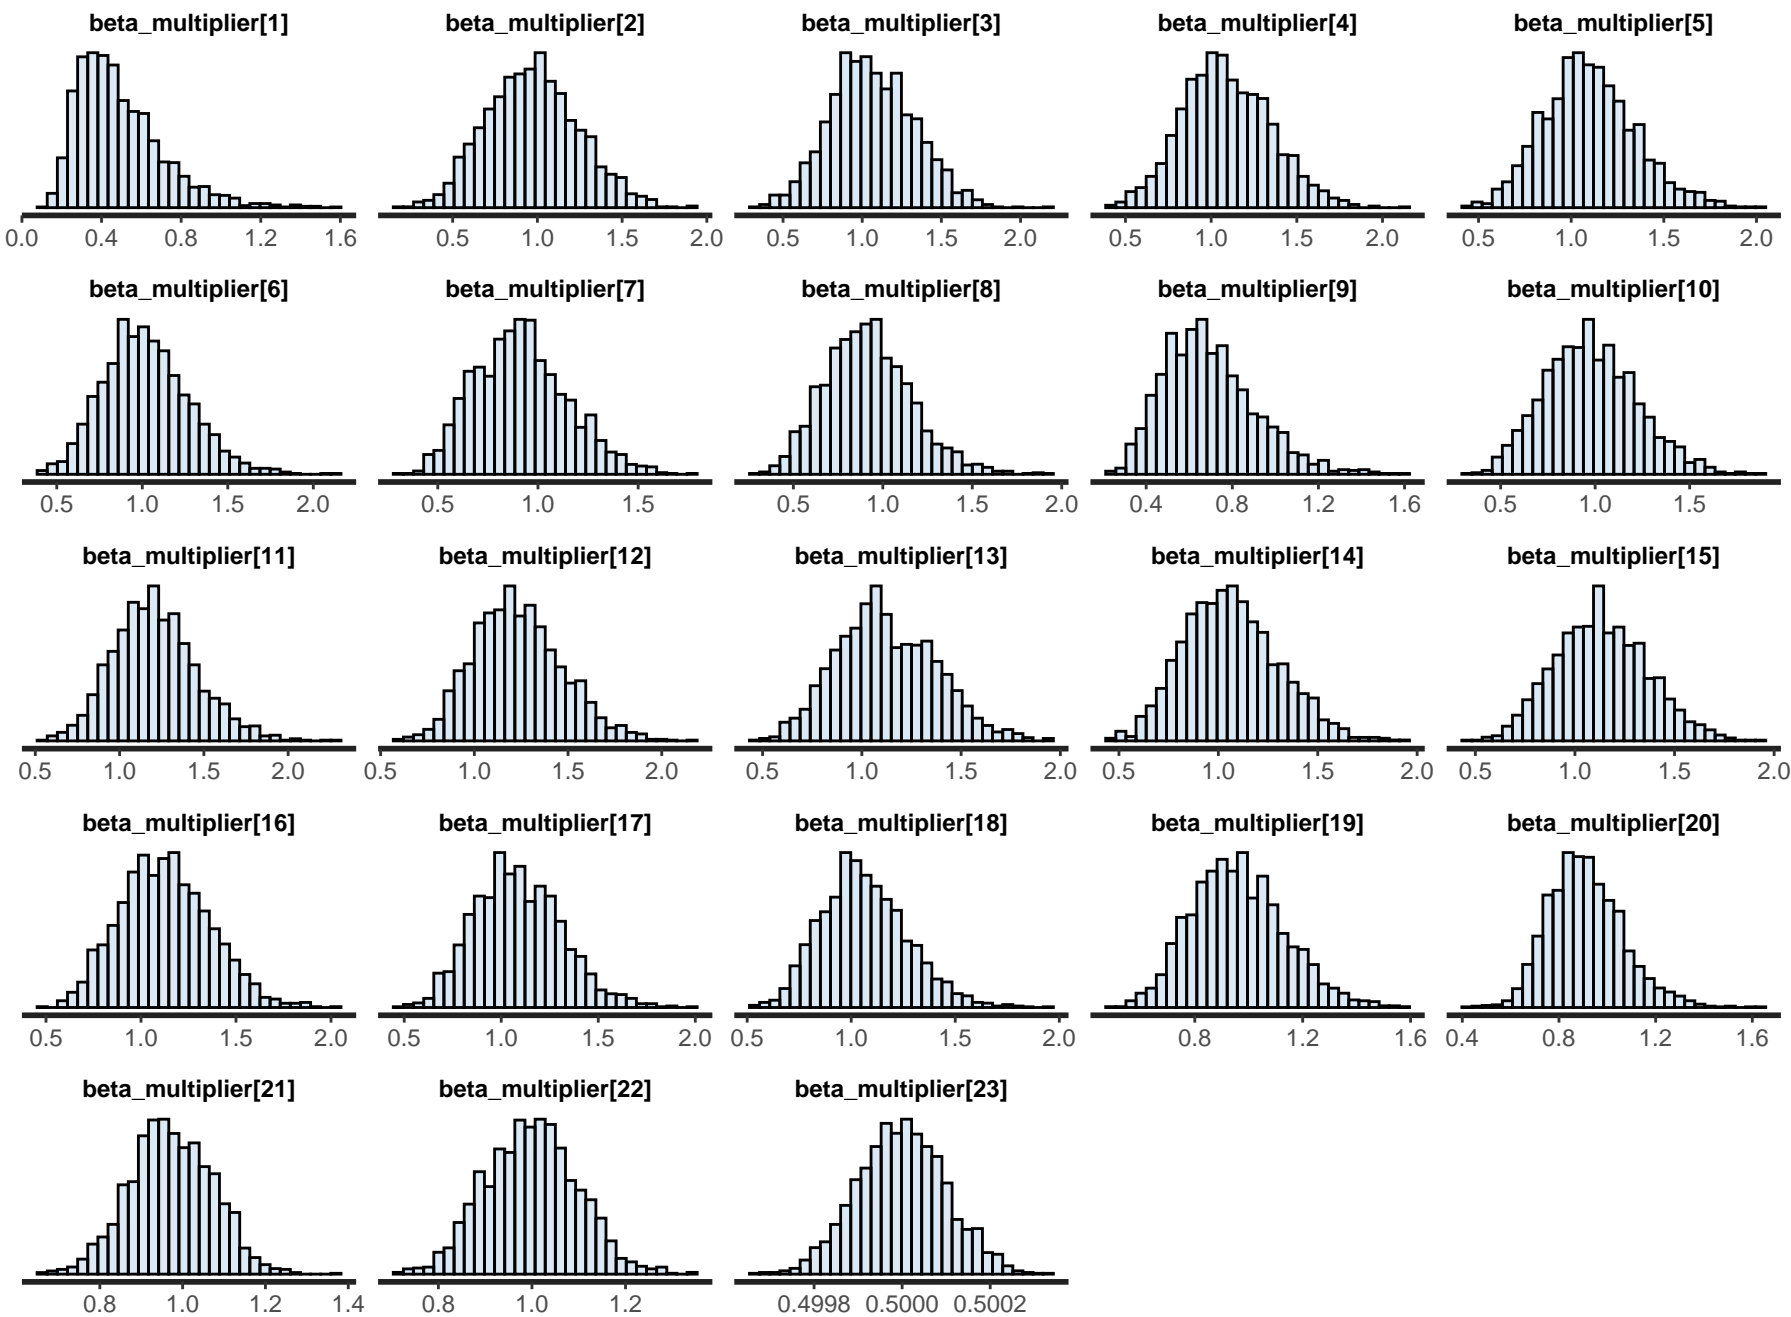 beta_multiplier[1] beta_multiplier[2] beta_multiplier[3] beta_multiplier[4] beta_multiplier[5]
0.0 0.4 0.8 1.2 1.6 0.5 1.0 1.5 2.0 0.5 1.0 1.5 2.0 0.5 1.0 1.5 2.0 0.5 1.0 1.5 2.0
beta_multiplier[6] beta_multiplier[7] beta_multiplier[8] beta_multiplier[9] beta_multiplier[10]
0.5 1.0 1.5 2.0 0.5 1.0 1.5 0.5 1.0 1.5 2.0 0.4 0.8 1.2 1.6 0.5 1.0 1.5
beta_multiplier[11] beta_multiplier[12] beta_multiplier[13] beta_multiplier[14] beta_multiplier[15]
0.5 1.0 1.5 2.0 0.5 1.0 1.5 2.0 0.5 1.0 1.5 2.0 0.5 1.0 1.5 2.0 0.5 1.0 1.5 2.0
beta_multiplier[16] beta_multiplier[17] beta_multiplier[18] beta_multiplier[19] beta_multiplier[20]
0.5 1.0 1.5 2.0 0.5 1.0 1.5 2.0 0.5 1.0 1.5 2.0 0.8 1.2 1.6 0.4 0.8 1.2 1.6
beta_multiplier[21] beta_multiplier[22] beta_multiplier[23]
0.8 1.0 1.2 1.4 0.8 1.0 1.2 0.4998 0.5000 0.5002